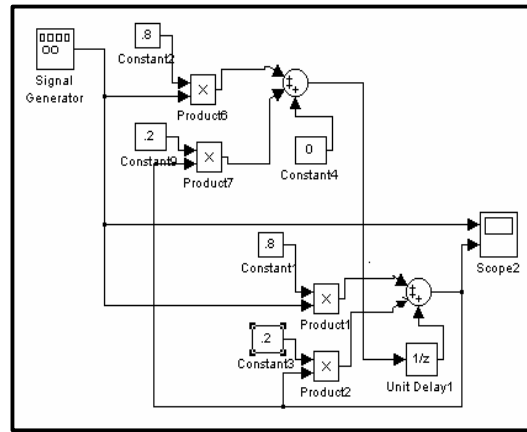 .8
Constant2
Signal
Generator
×
Product6
.2
Constant9
×
Product7
0
Constant4
.8
Constant1
×
Product1
Scope2
.2
Constant3
×
Product2
1/z
Unit Delay1